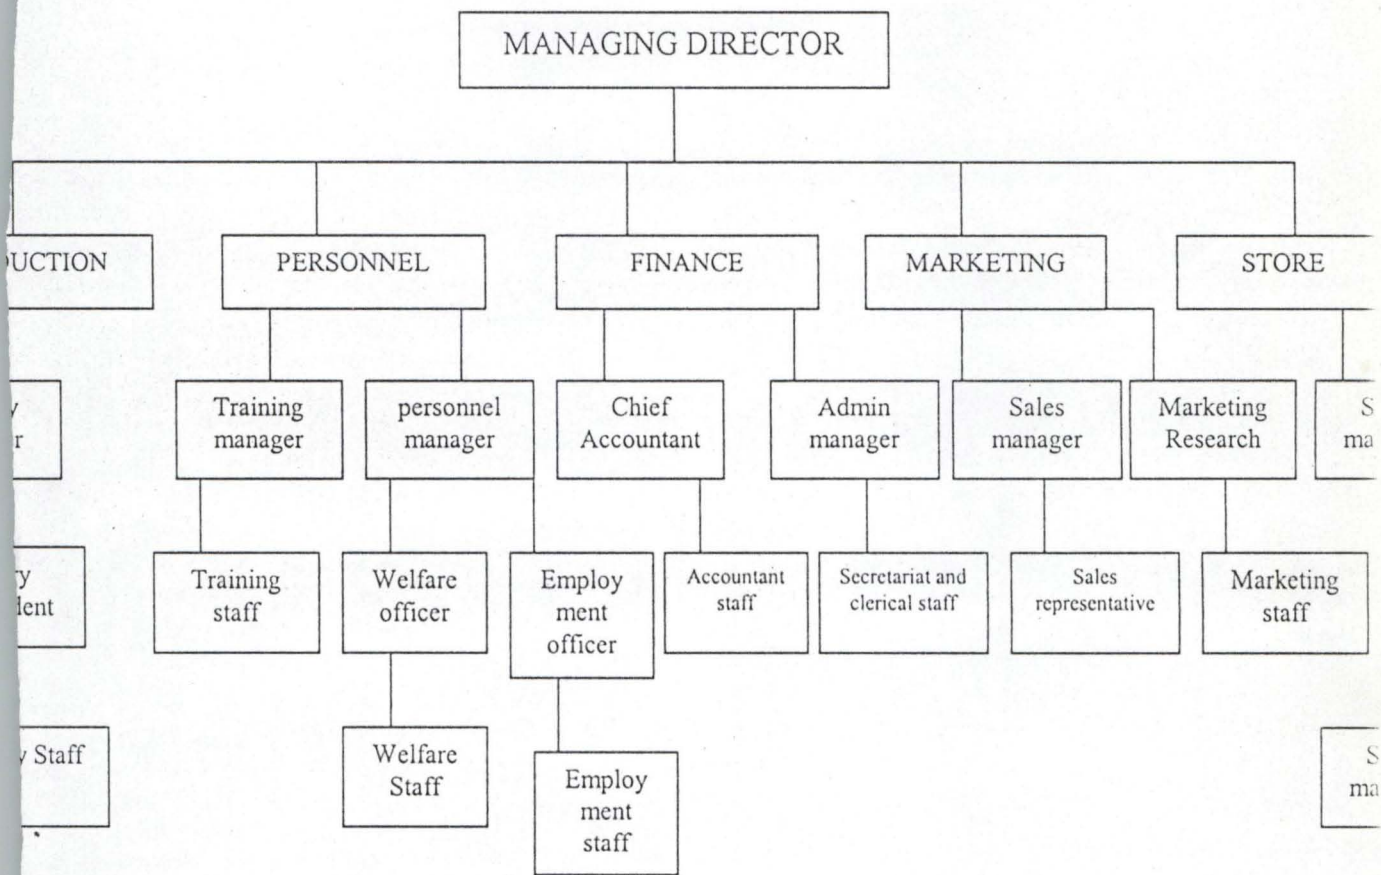 MANAGING DIRECTOR
PERSONNEL
FINANCE
MARKETING
STORE
Training
manager
personnel
manager
Chief
Accountant
Admin
manager
Sales
manager
Marketing
Research
Training
staff
Welfare
officer
Employ
ment
officer
Accountant
staff
Secretariat and
clerical staff
Sales
representative
Marketing
staff
Staff
Welfare
Staff
Employ
ment
staff